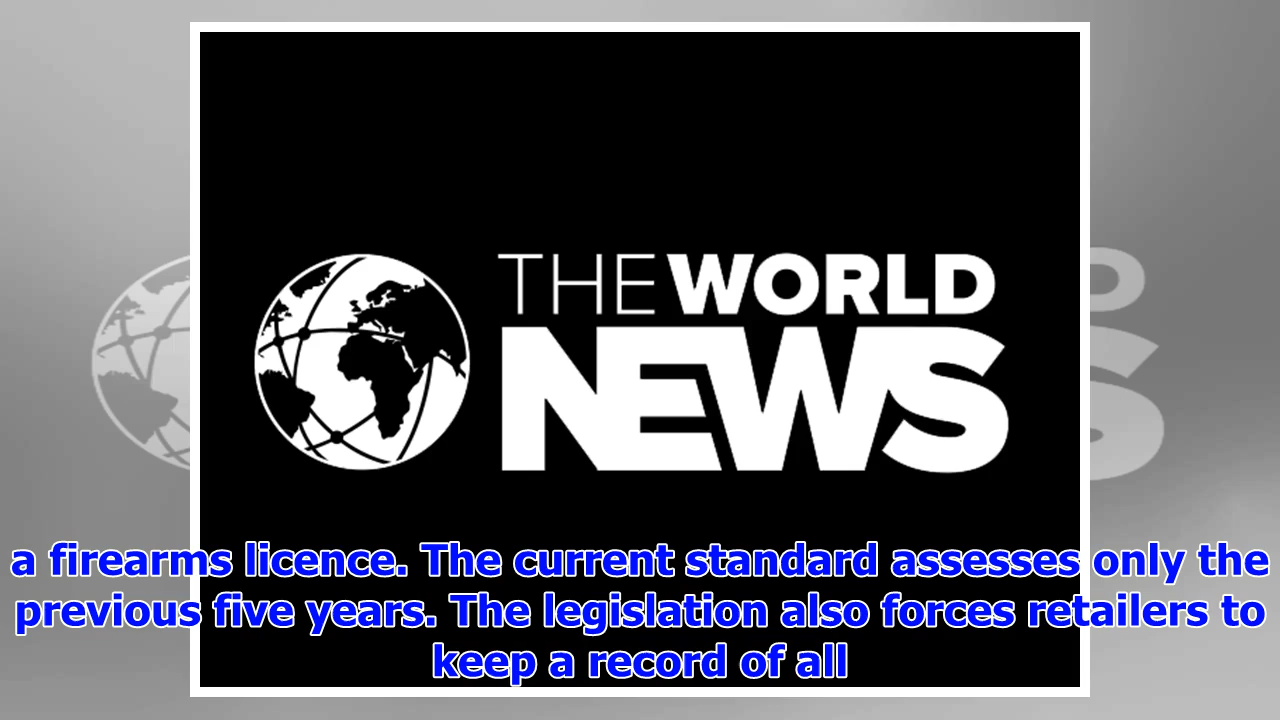 THE WORLD
NEWS
a firearms licence. The current standard assesses only the
previous five years. The legislation also forces retailers to
keep a record of all